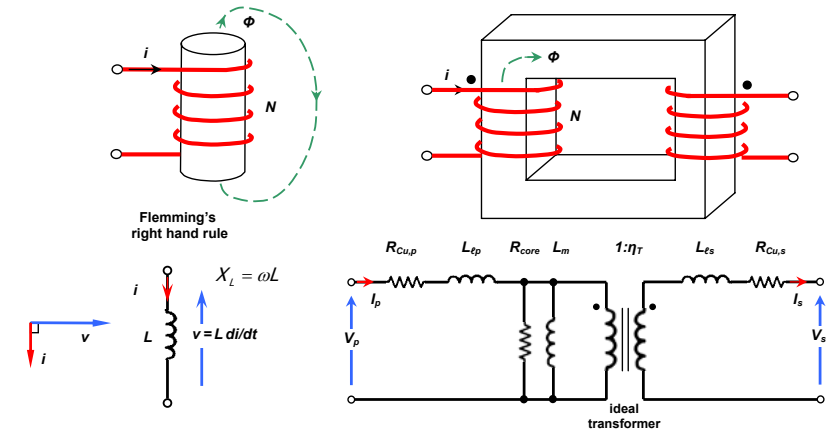 Φ
i
N
Flemming's
right hand rule
i
Φ
N
X_L = ωL
i
L
v = L di/dt
v
i
R_Cu,p
L_ℓp
R_core
L_m
1:η_T
L_ℓs
R_Cu,s
I_p
I_s
V_p
V_s
ideal
transformer